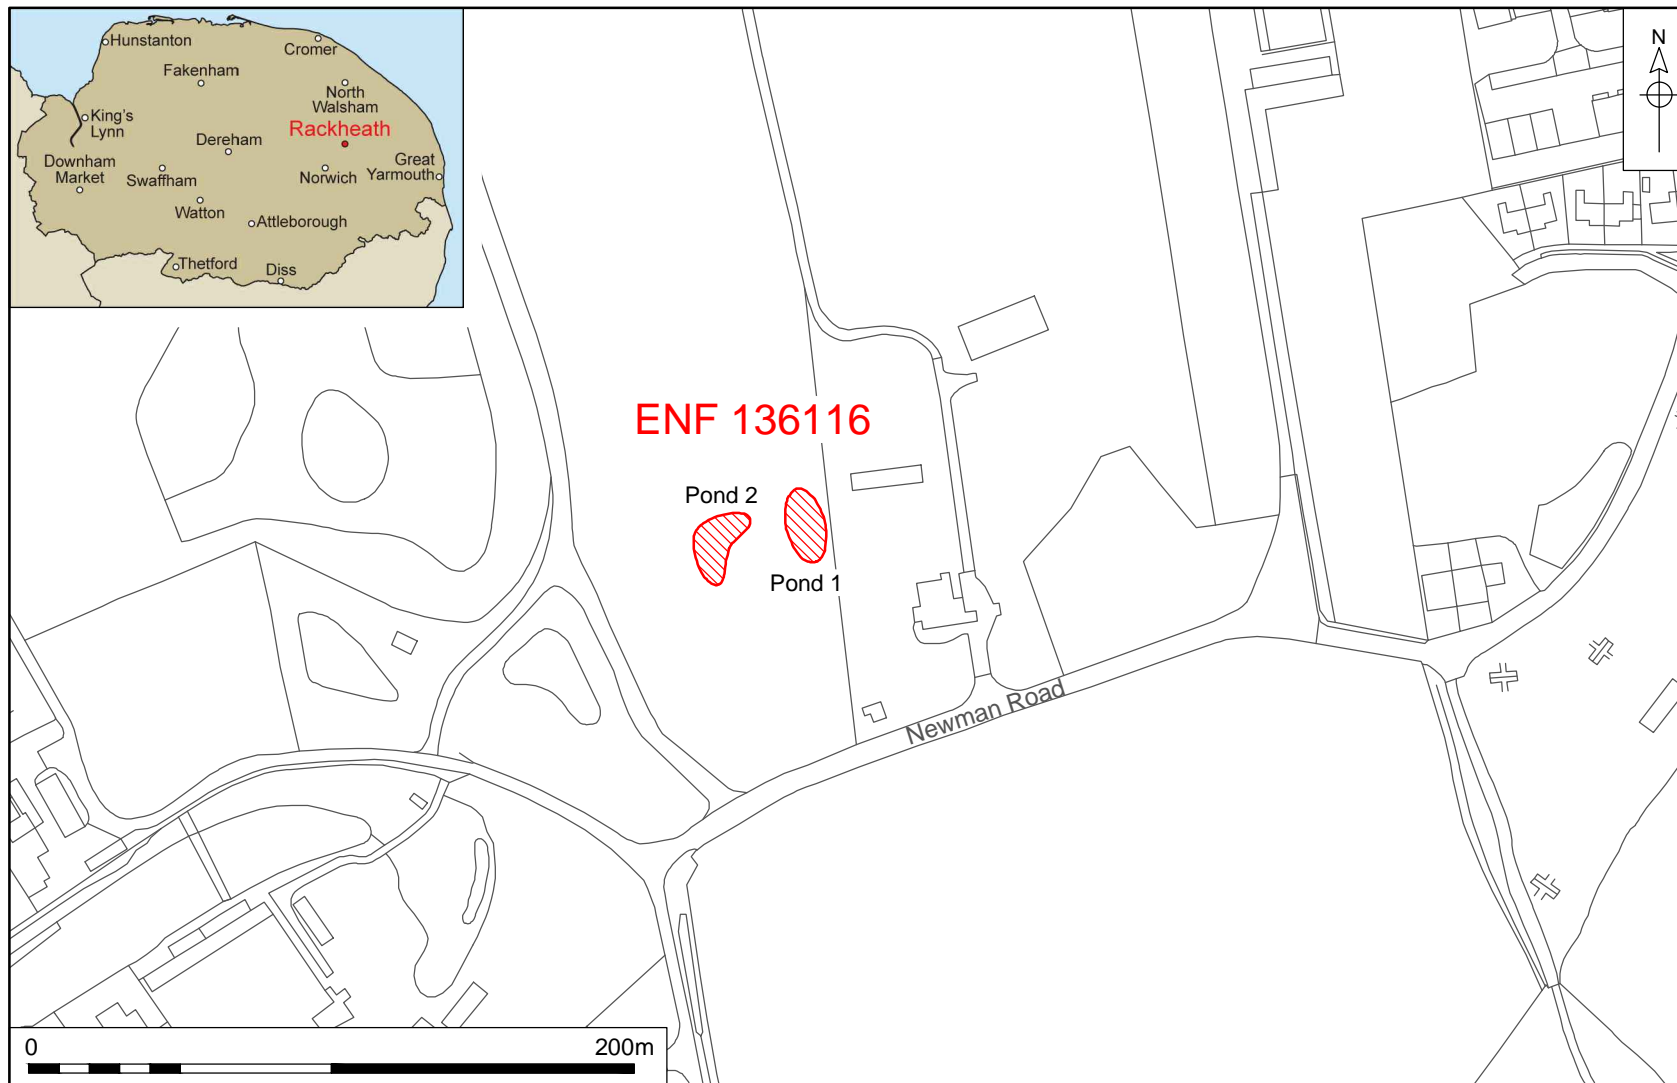 Hunstanton
Cromer
Fakenham
North
Walsham
King's
Lynn
Rackheath
Dereham
Downham
Market
Swaffham
Norwich
Great
Yarmouth
Watton
Attleborough
Thetford
Diss
N
ENF 136116
Pond 2
Pond 1
Newman Road
0 200m